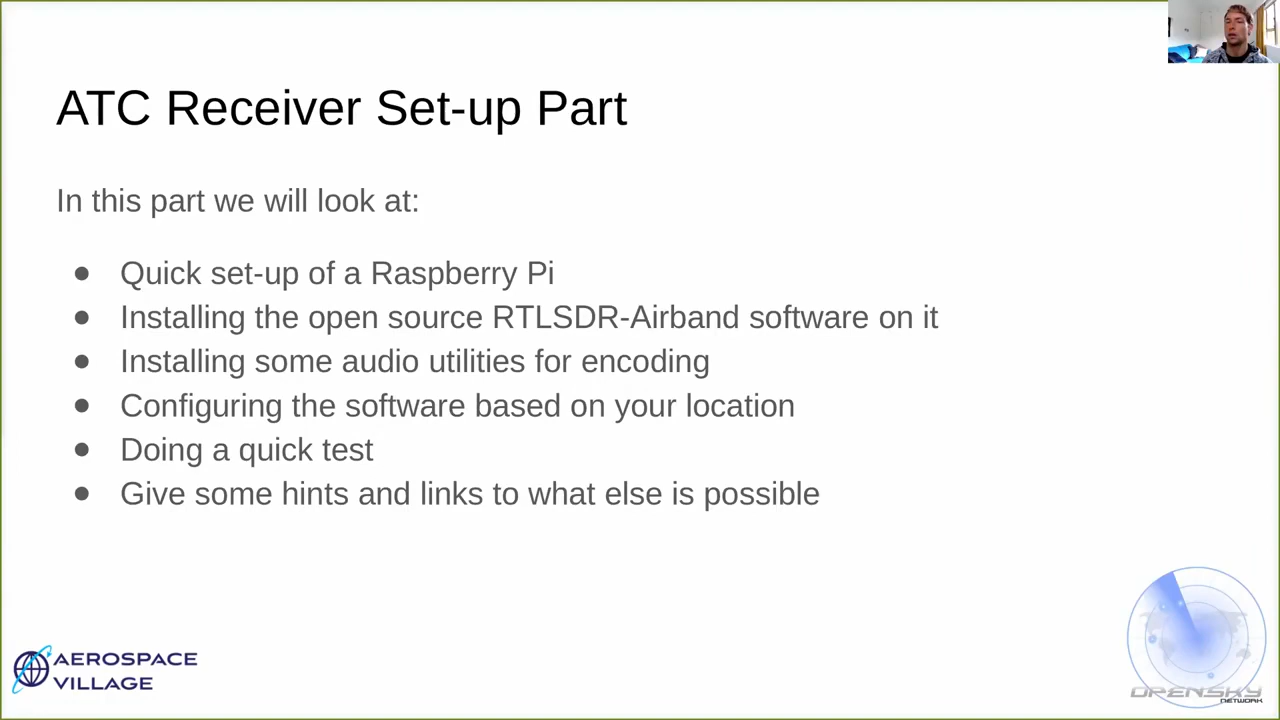 ATC Receiver Set-up Part
In this part we will look at:
● Quick set-up of a Raspberry Pi
● Installing the open source RTLSDR-Airband software on it
● Installing some audio utilities for encoding
● Configuring the software based on your location
● Doing a quick test
● Give some hints and links to what else is possible
AEROSPACE
VILLAGE
OPENSKY
NETWORK